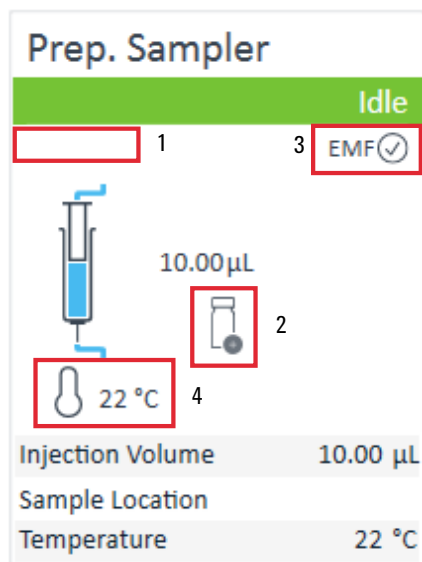 Prep. Sampler
Idle
1
3 EMF
10.00 µL
2
22 °C 4
Injection Volume 10.00 µL
Sample Location
Temperature 22 °C